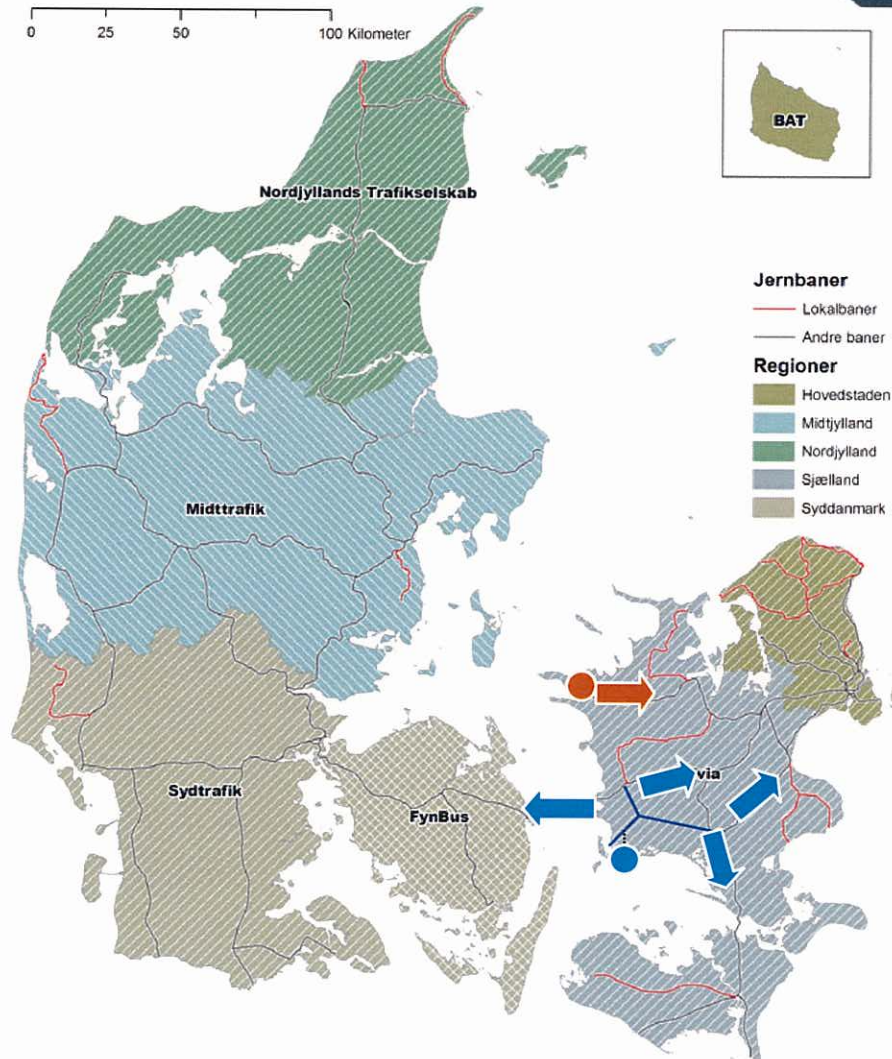 0 25 50 100 Kilometer
BAT
Nordjyllands Trafikselskab
Jernbaner
Lokalbaner
Andre baner
Regioner
Hovedstaden
Midtjylland
Nordjylland
Sjælland
Syddanmark
Midttrafik
via
Sydtrafik
FynBus